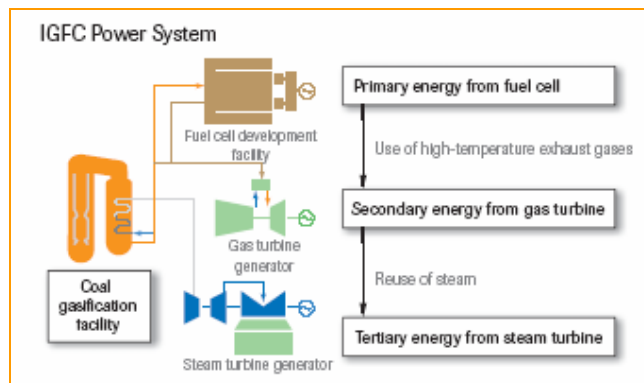 IGFC Power System
Fuel cell development
facility
Gas turbine
generator
Coal
gasification
facility
Steam turbine generator
Primary energy from fuel cell
Use of high-temperature exhaust gases
Secondary energy from gas turbine
Reuse of steam
Tertiary energy from steam turbine